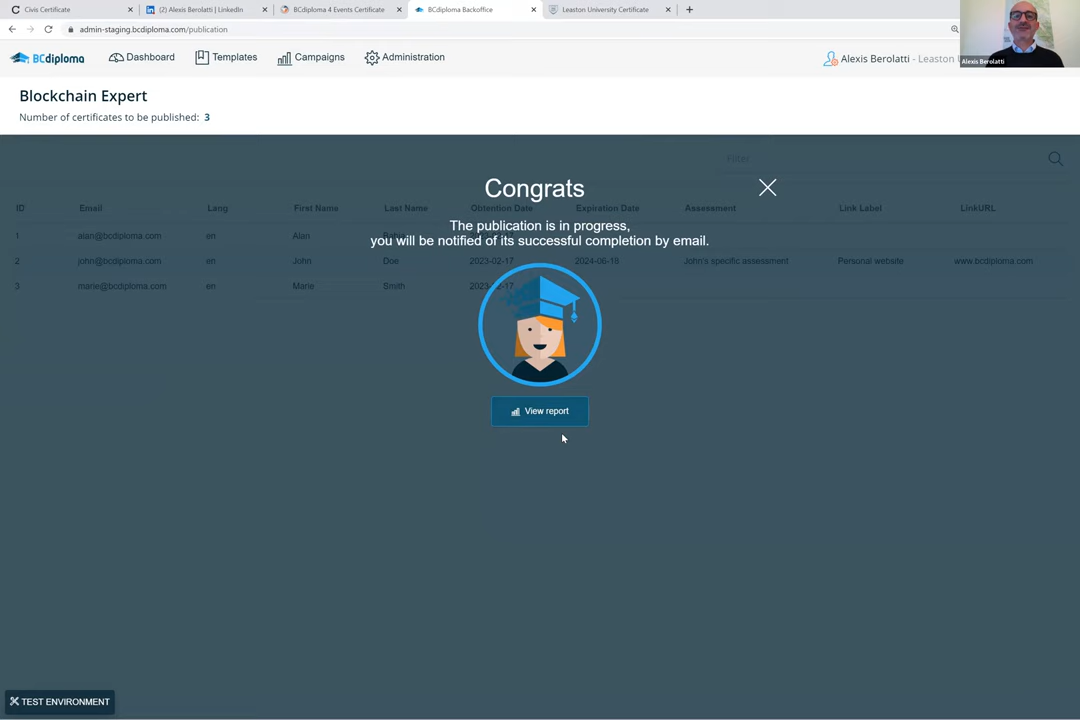 Civis Certificate
(2) Alexis Berolatti | LinkedIn
BCdiploma 4 Events Certificate
BCdiploma Backoffice
Leaston University Certificate
admin-staging.bcdiploma.com/publication
BCdiploma
Dashboard
Templates
Campaigns
Administration
Alexis Berolatti - Leaston
Alexis Berolatti
Blockchain Expert
Number of certificates to be published: 3
Filter
Congrats
ID Email Lang First Name Last Name Obtention Date Expiration Date Assessment Link Label LinkURL
The publication is in progress,
you will be notified of its successful completion by email.
1 alan@bcdiploma.com en Alan
2 john@bcdiploma.com en John Doe 2023-02-17 2024-06-18 John's specific assessment Personal website www.bcdiploma.com
3 marie@bcdiploma.com en Marie Smith 2023-02-17
View report
TEST ENVIRONMENT